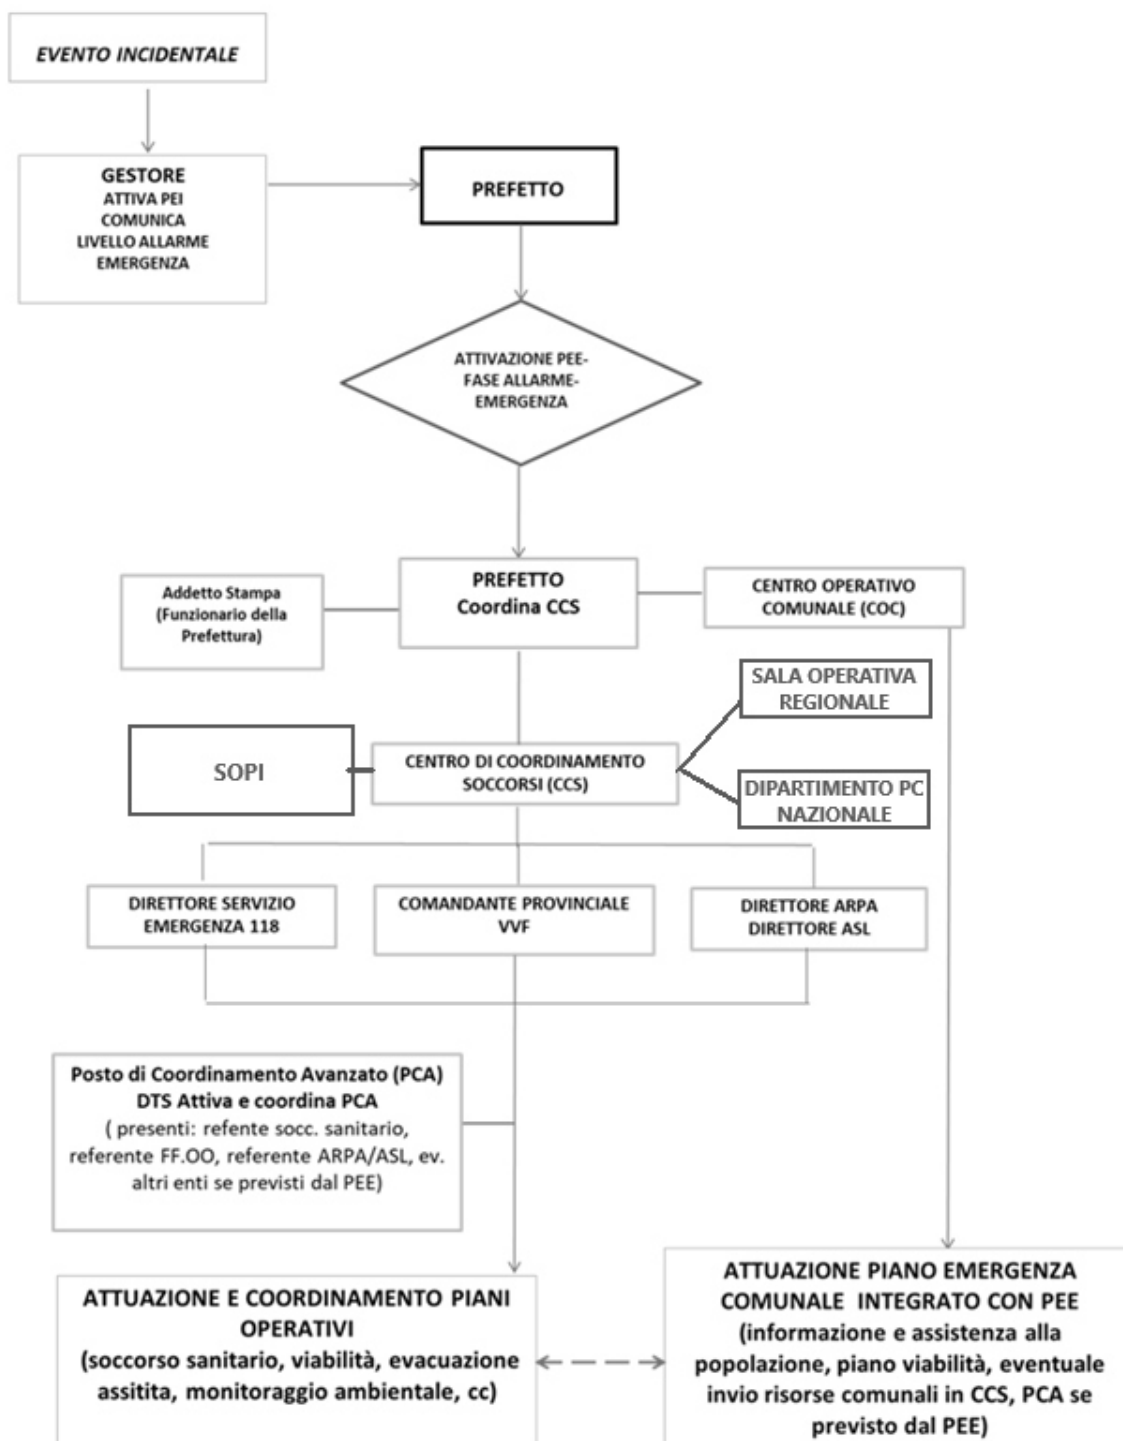 EVENTO INCIDENTALE
GESTORE
ATTIVA PEI
COMUNICA
LIVELLO ALLARME
EMERGENZA
PREFETTO
ATTIVAZIONE PEE-
FASE ALLARME-
EMERGENZA
Addetto Stampa
(Funzionario della
Prefettura)
PREFETTO
Coordina CCS
CENTRO OPERATIVO
COMUNALE (COC)
SALA OPERATIVA
REGIONALE
SOPI
CENTRO DI COORDINAMENTO
SOCCORSI (CCS)
DIPARTIMENTO PC
NAZIONALE
DIRETTORE SERVIZIO
EMERGENZA 118
COMANDANTE PROVINCIALE
VVF
DIRETTORE ARPA
DIRETTORE ASL
Posto di Coordinamento Avanzato (PCA)
DTS Attiva e coordina PCA
( presenti: refente socc. sanitario,
referente FF.OO, referente ARPA/ASL, ev.
altri enti se previsti dal PEE)
ATTUAZIONE E COORDINAMENTO PIANI
OPERATIVI
(soccorso sanitario, viabilità, evacuazione
assitita, monitoraggio ambientale, cc)
ATTUAZIONE PIANO EMERGENZA
COMUNALE INTEGRATO CON PEE
(informazione e assistenza alla
popolazione, piano viabilità, eventuale
invio risorse comunali in CCS, PCA se
previsto dal PEE)